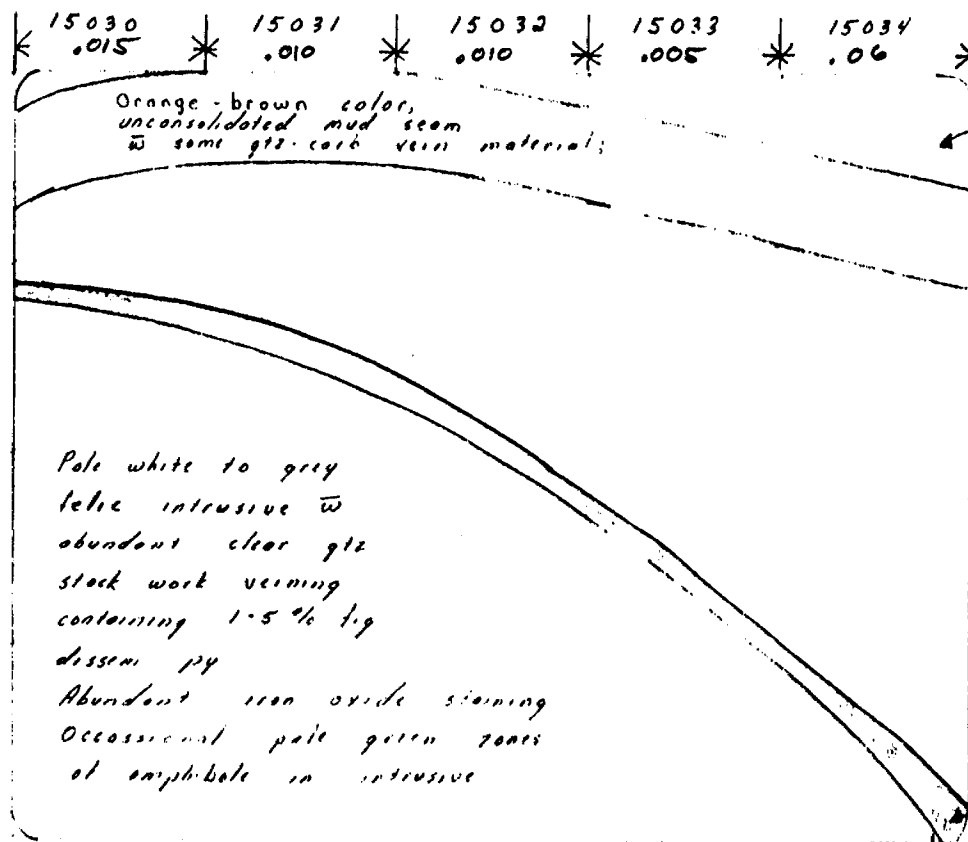 15030 15031 15032 15033 15034
.015 .010 .010 .005 .06
Orange-brown color,
unconsolidated mud seam
w̅ some qtz-carb vein material;
Pale white to grey
felic intrusive w̅
abundant clear qtz
stock work veining
containing 1-5% f.g
dissem py
Abundant iron oxide staining
Occassional pale green zones
of amphibole in intrusive